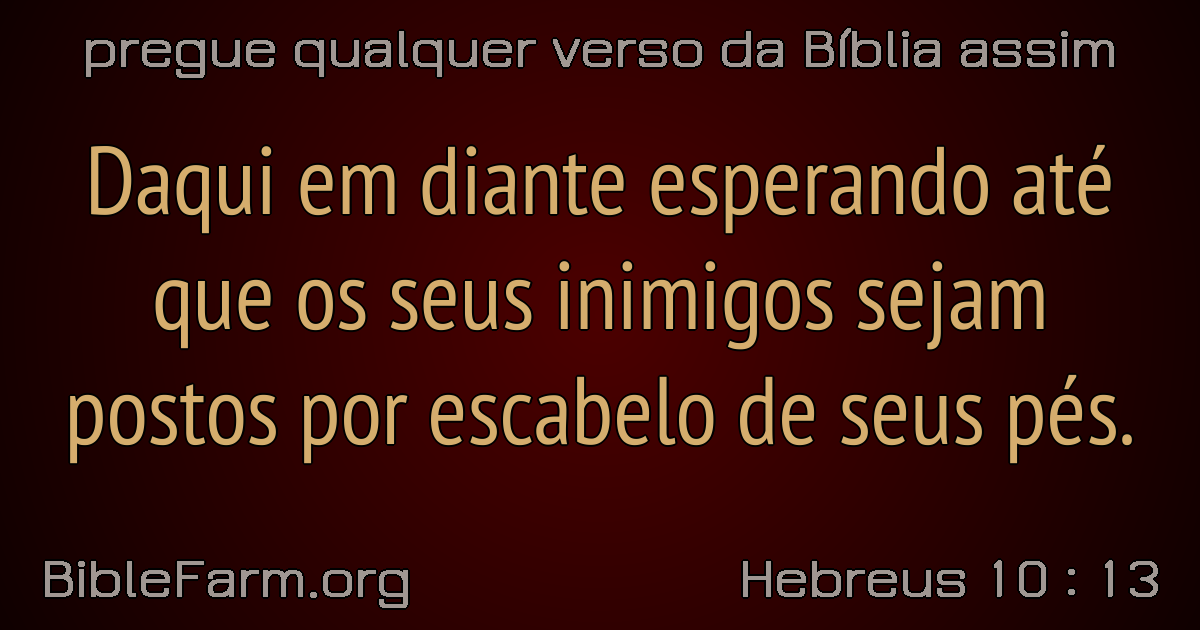 pregue qualquer verso da Bíblia assim
Daqui em diante esperando até
que os seus inimigos sejam
postos por escabelo de seus pés.
BibleFarm.org
Hebreus 10 : 13